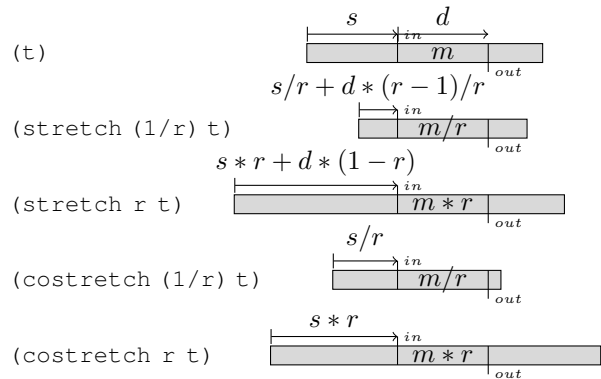 s d
in
(t) m
out
s/r + d ∗ (r − 1)/r
in
(stretch (1/r) t) m/r
out
s ∗ r + d ∗ (1 − r)
in
(stretch r t) m ∗ r
out
s/r
in
(costretch (1/r) t) m/r
out
s ∗ r
in
(costretch r t) m ∗ r
out